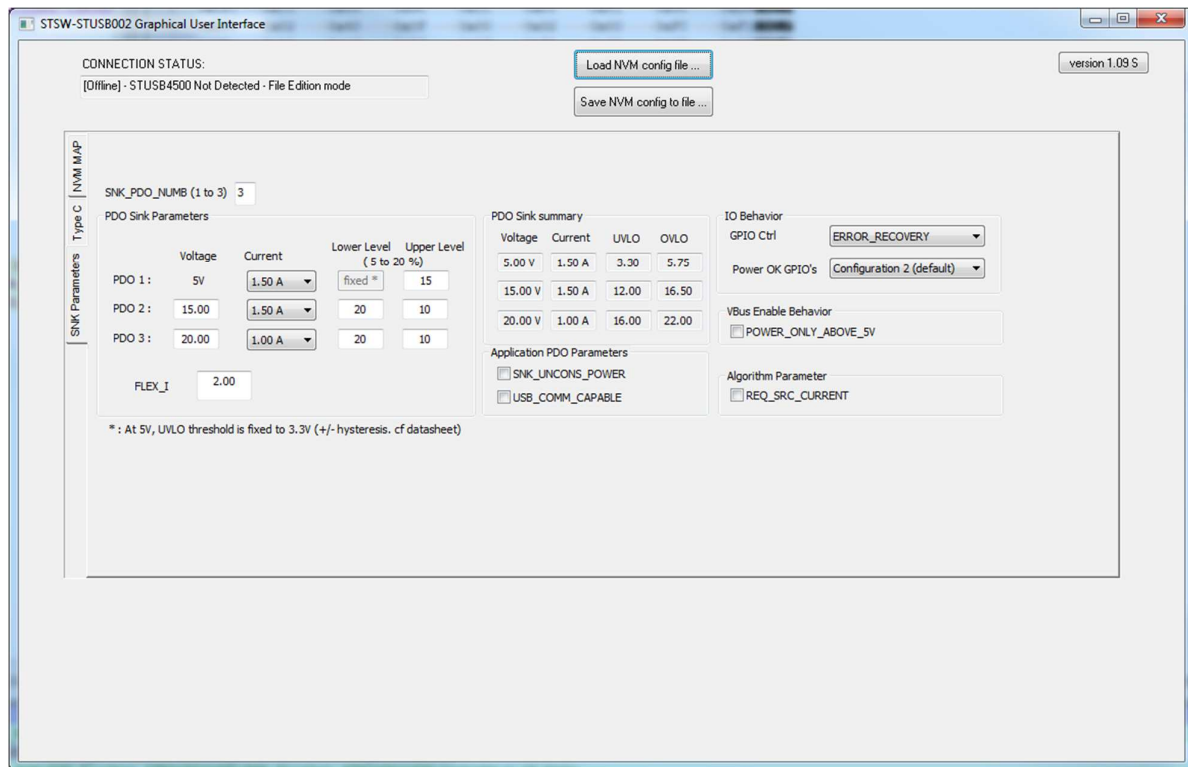 STSW-STUSB002 Graphical User Interface
CONNECTION STATUS:
[Offline] - STUSB4500 Not Detected - File Edition mode
Load NVM config file ...
Save NVM config to file ...
version 1.09 S
NVM MAP
Type C
SNK Parameters
SNK_PDO_NUMB (1 to 3) 3
PDO Sink Parameters
Voltage Current Lower Level Upper Level
( 5 to 20 %)
PDO 1 : 5V 1.50 A fixed * 15
PDO 2 : 15.00 1.50 A 20 10
PDO 3 : 20.00 1.00 A 20 10
FLEX_I 2.00
* : At 5V, UVLO threshold is fixed to 3.3V (+/- hysteresis. cf datasheet)
PDO Sink summary
Voltage Current UVLO OVLO
5.00 V 1.50 A 3.30 5.75
15.00 V 1.50 A 12.00 16.50
20.00 V 1.00 A 16.00 22.00
Application PDO Parameters
SNK_UNCONS_POWER
USB_COMM_CAPABLE
IO Behavior
GPIO Ctrl ERROR_RECOVERY
Power OK GPIO's Configuration 2 (default)
VBus Enable Behavior
POWER_ONLY_ABOVE_5V
Algorithm Parameter
REQ_SRC_CURRENT